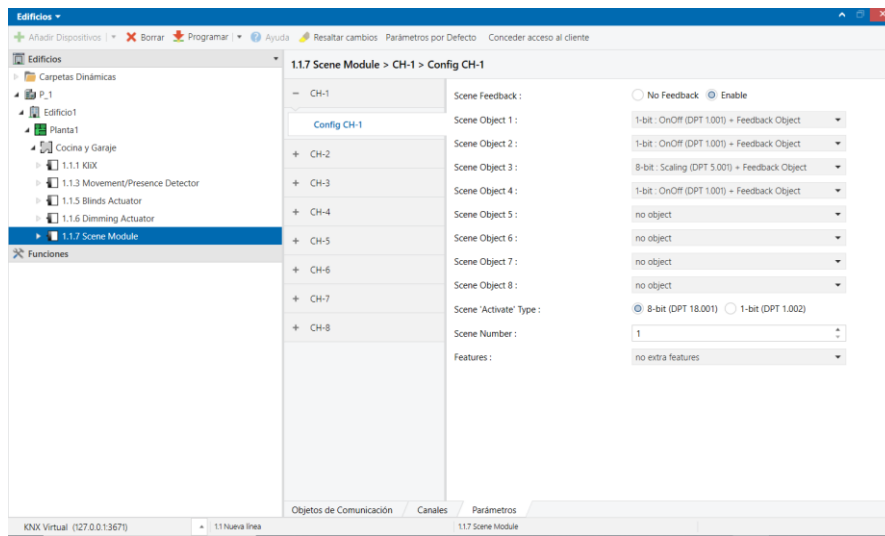 Edificios
Añadir Dispositivos Borrar Programar Ayuda Resaltar cambios Parámetros por Defecto Conceder acceso al cliente
Edificios
Carpetas Dinámicas
P_1
Edificio1
Planta1
Cocina y Garaje
1.1.1 KliX
1.1.3 Movement/Presence Detector
1.1.5 Blinds Actuator
1.1.6 Dimming Actuator
1.1.7 Scene Module
Funciones
1.1.7 Scene Module > CH-1 > Config CH-1
− CH-1
Config CH-1
+ CH-2
+ CH-3
+ CH-4
+ CH-5
+ CH-6
+ CH-7
+ CH-8
Scene Feedback : No Feedback Enable
Scene Object 1 : 1-bit : OnOff (DPT 1.001) + Feedback Object
Scene Object 2 : 1-bit : OnOff (DPT 1.001) + Feedback Object
Scene Object 3 : 8-bit : Scaling (DPT 5.001) + Feedback Object
Scene Object 4 : 1-bit : OnOff (DPT 1.001) + Feedback Object
Scene Object 5 : no object
Scene Object 6 : no object
Scene Object 7 : no object
Scene Object 8 : no object
Scene 'Activate' Type : 8-bit (DPT 18.001) 1-bit (DPT 1.002)
Scene Number : 1
Features : no extra features
Objetos de Comunicación Canales Parámetros
KNX Virtual (127.0.0.1:3671) 1.1 Nueva línea 1.1.7 Scene Module